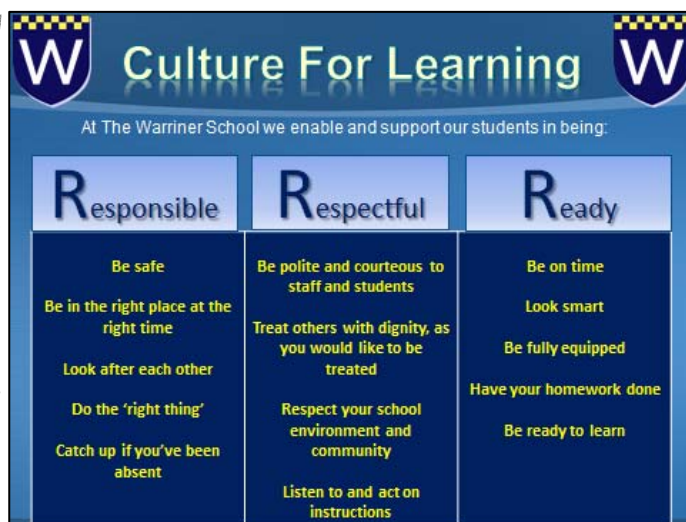 W Culture For Learning W
At The Warriner School we enable and support our students in being:
Responsible
Be safe
Be in the right place at the
right time
Look after each other
Do the ‘right thing’
Catch up if you’ve been
absent
Respectful
Be polite and courteous to
staff and students
Treat others with dignity, as
you would like to be
treated
Respect your school
environment and
community
Listen to and act on
instructions
Ready
Be on time
Look smart
Be fully equipped
Have your homework done
Be ready to learn